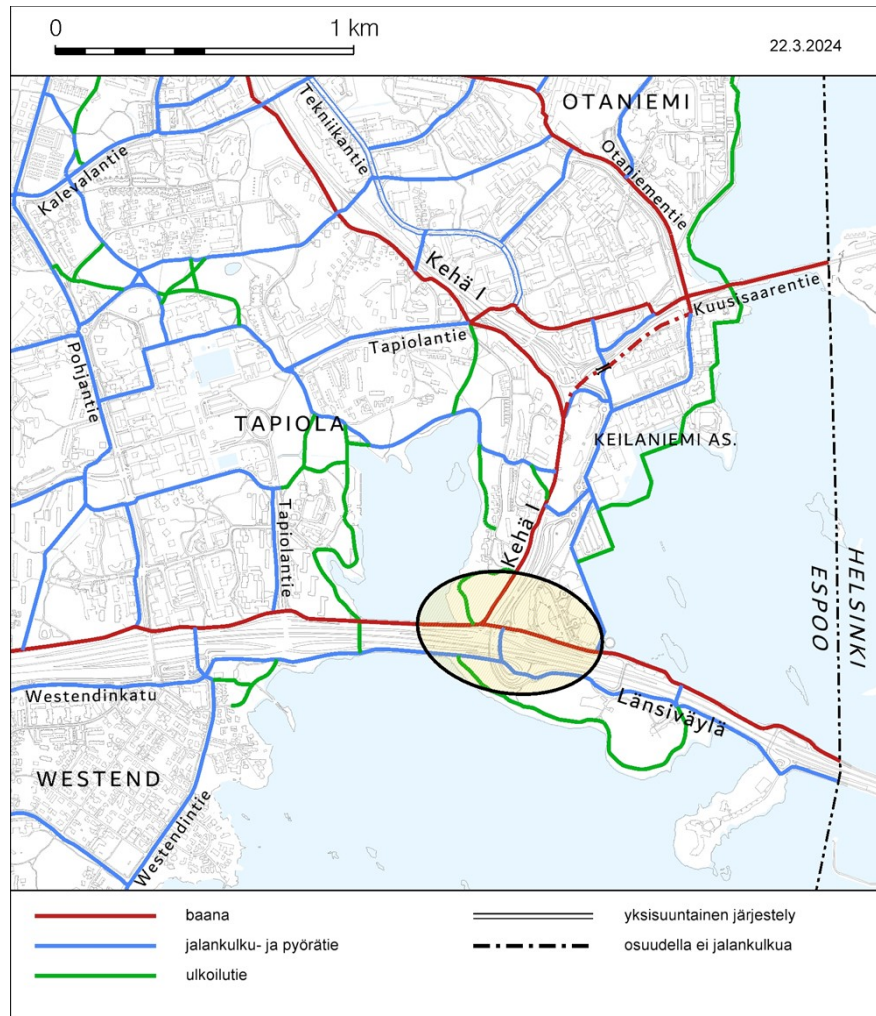 0 1 km
22.3.2024
OTANIEMI
Tekniikantie
Otaniementie
Kalevalantie
Kehä I
Kuusisaarentie
Pohjantie
Tapiolantie
TAPIOLA
KEILANIEMI AS.
Tapiolantie
Kehä I
HELSINKI
ESPOO
Westendinkatu
Länsiväylä
WESTEND
Westendintie
baana
jalankulku- ja pyörätie
ulkoilutie
yksisuuntainen järjestely
osuudella ei jalankulkua